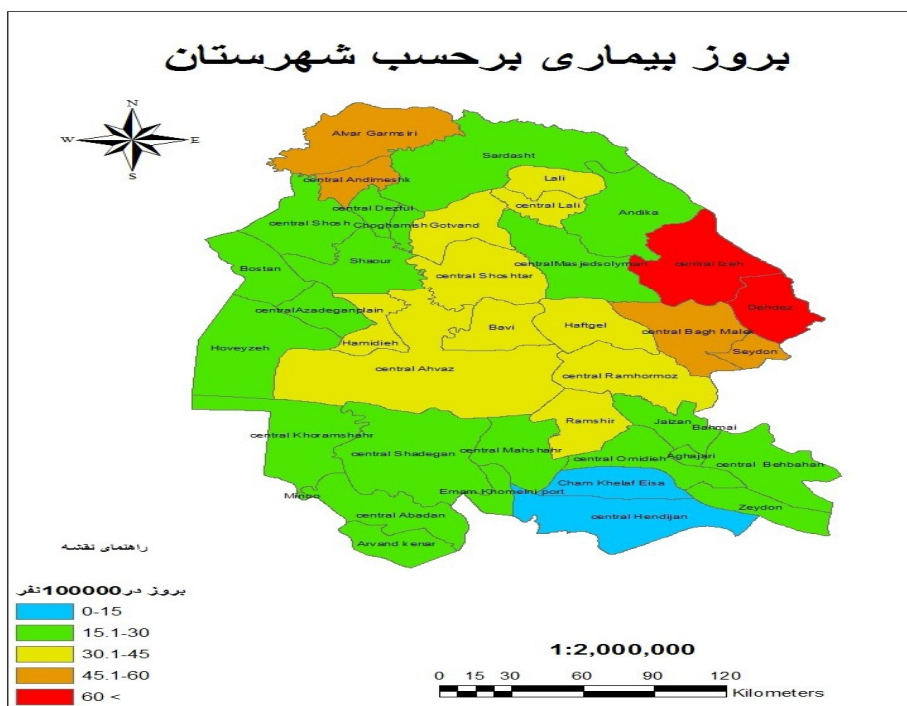 بروز بیماری برحسب شهرستان
N
W
E
S
Alvar Garmsiri
Sardasht
central Andimeshk
Lali
central Dezful
central Lali
central Shosh
Choghamish
Gotvand
Andika
Shaour
central Masjedsolyman
central Izeh
Bostan
central Shoshtar
Dehdez
central Azadeganplain
Bavi
Haftgel
central Bagh Malek
Hoveyzeh
Hamidieh
Seydon
central Ahvaz
central Ramhormoz
Ramshir
Jaizan
Bahmai
central Khoramshahr
central Shadegan
central Mahshahr
central Omidieh
Aghajari
central Behbahan
Cham Khelaf Eisa
Emam Khomeini port
Zeydon
central Abadan
central Hendijan
Arvand kenar
راهنمای نقشه
بروز در 100000نفر
0-15
15.1-30
30.1-45
45.1-60
60 <
1:2,000,000
0 15 30 60 90 120
Kilometers